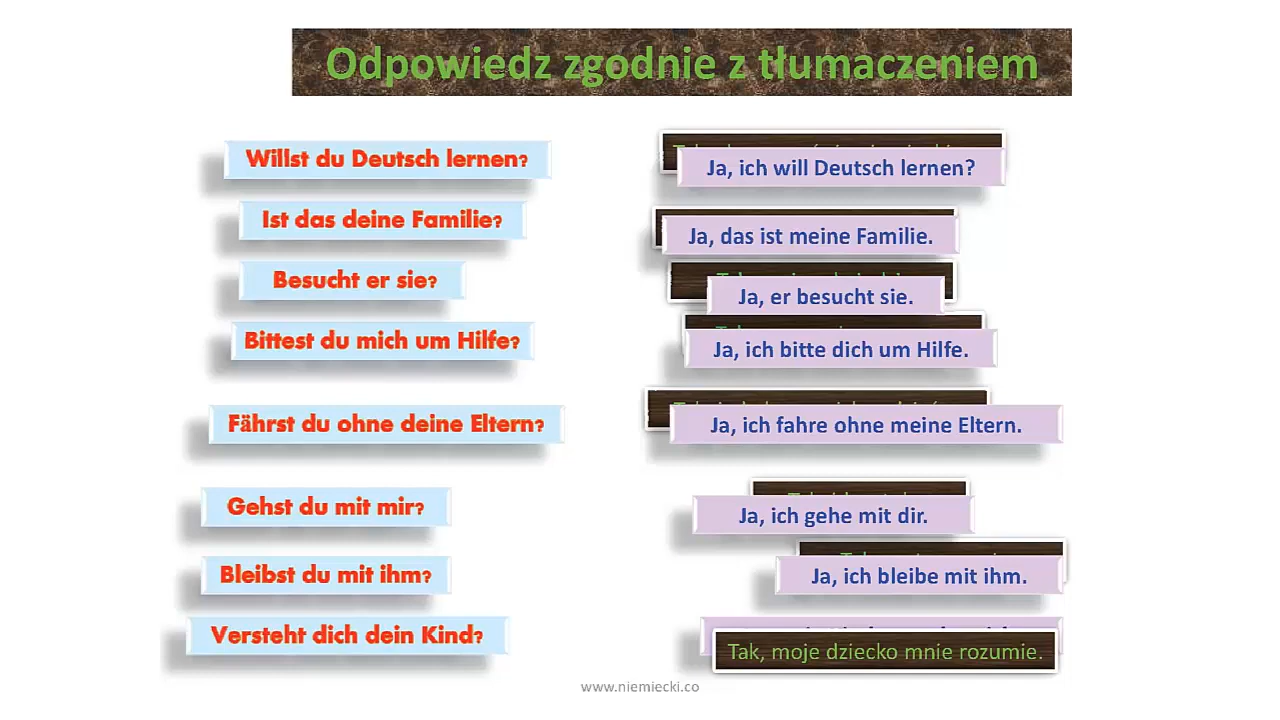 Odpowiedz zgodnie z tłumaczeniem
Willst du Deutsch lernen?
Ja, ich will Deutsch lernen?
Ist das deine Familie?
Ja, das ist meine Familie.
Besucht er sie?
Ja, er besucht sie.
Bittest du mich um Hilfe?
Ja, ich bitte dich um Hilfe.
Fährst du ohne deine Eltern?
Ja, ich fahre ohne meine Eltern.
Gehst du mit mir?
Ja, ich gehe mit dir.
Bleibst du mit ihm?
Ja, ich bleibe mit ihm.
Versteht dich dein Kind?
Tak, moje dziecko mnie rozumie.
www.niemiecki.co